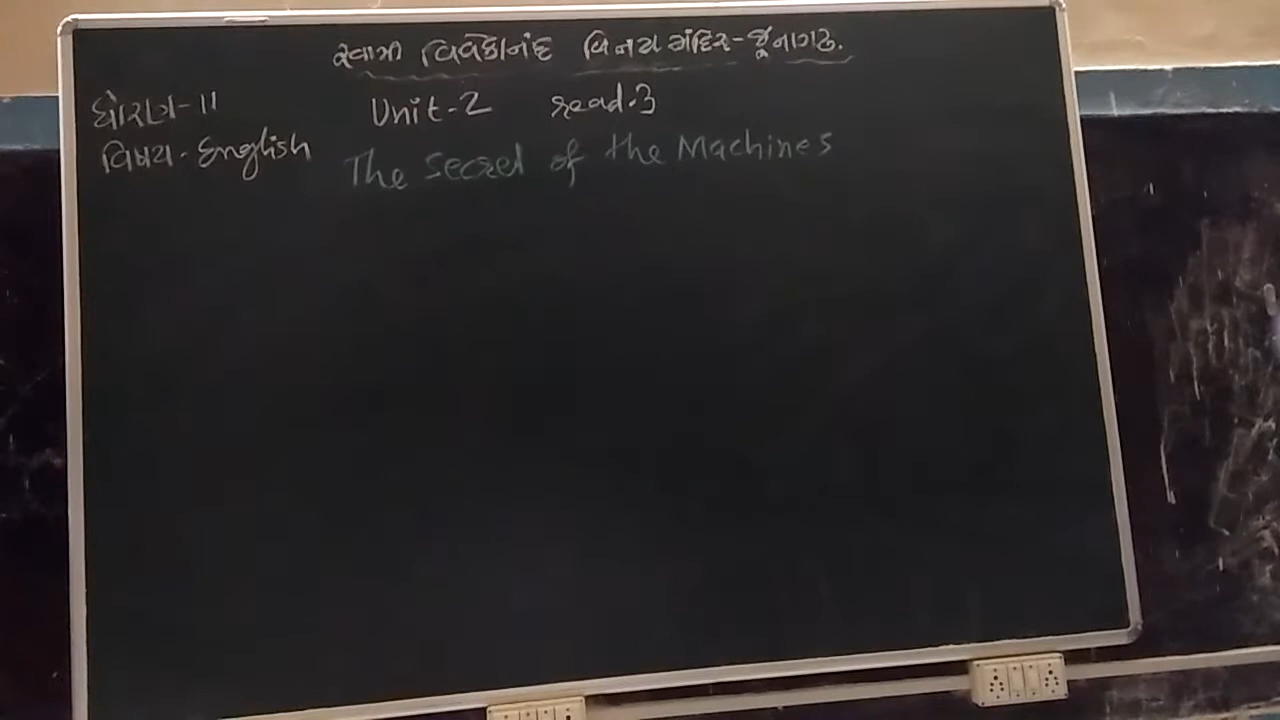 સ્વામી વિવેકાનંદ વિનય મંદિર - જૂનાગઢ.
ધોરણ - 11
Unit - 2 read. 3
વિષય - English
The Secret of the Machines